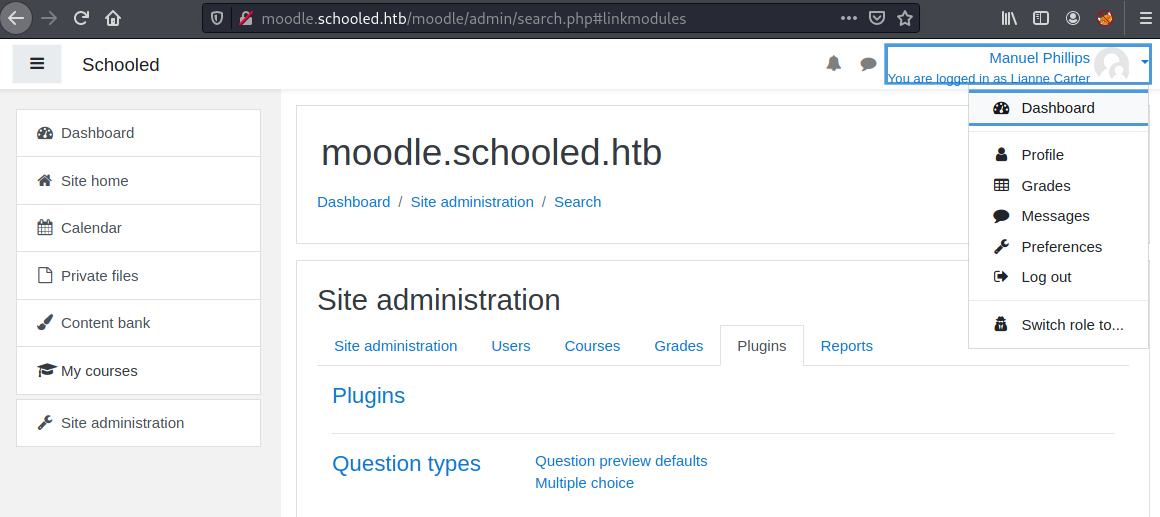 moodle.schooled.htb/moodle/admin/search.php#linkmodules
Schooled
Manuel Phillips
You are logged in as Lianne Carter
Dashboard
Profile
Grades
Messages
Preferences
Log out
Switch role to...
Dashboard
Site home
Calendar
Private files
Content bank
My courses
Site administration
moodle.schooled.htb
Dashboard / Site administration / Search
Site administration
Site administration Users Courses Grades Plugins Reports
Plugins
Question types
Question preview defaults
Multiple choice